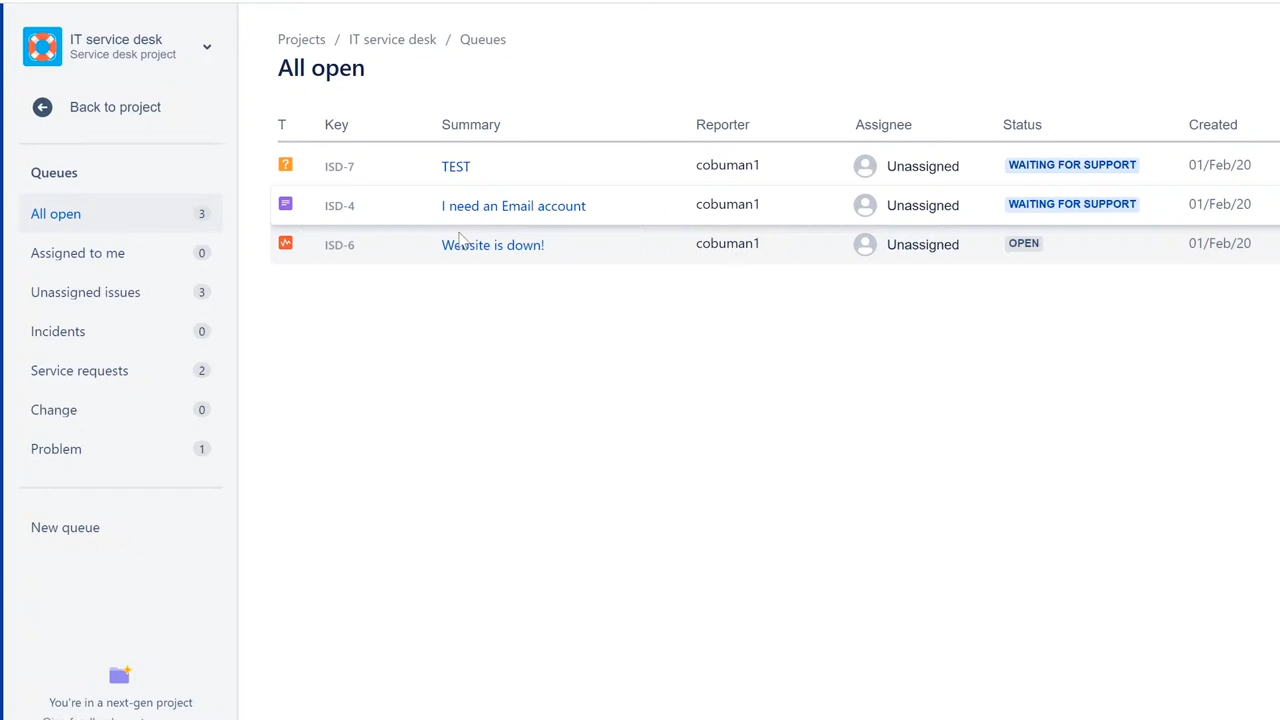 IT service desk
Service desk project
Back to project
Queues
All open 3
Assigned to me 0
Unassigned issues 3
Incidents 0
Service requests 2
Change 0
Problem 1
New queue
You're in a next-gen project
Projects / IT service desk / Queues
All open
T Key Summary Reporter Assignee Status Created
? ISD-7 TEST cobuman1 Unassigned WAITING FOR SUPPORT 01/Feb/20
ISD-4 I need an Email account cobuman1 Unassigned WAITING FOR SUPPORT 01/Feb/20
ISD-6 Website is down! cobuman1 Unassigned OPEN 01/Feb/20